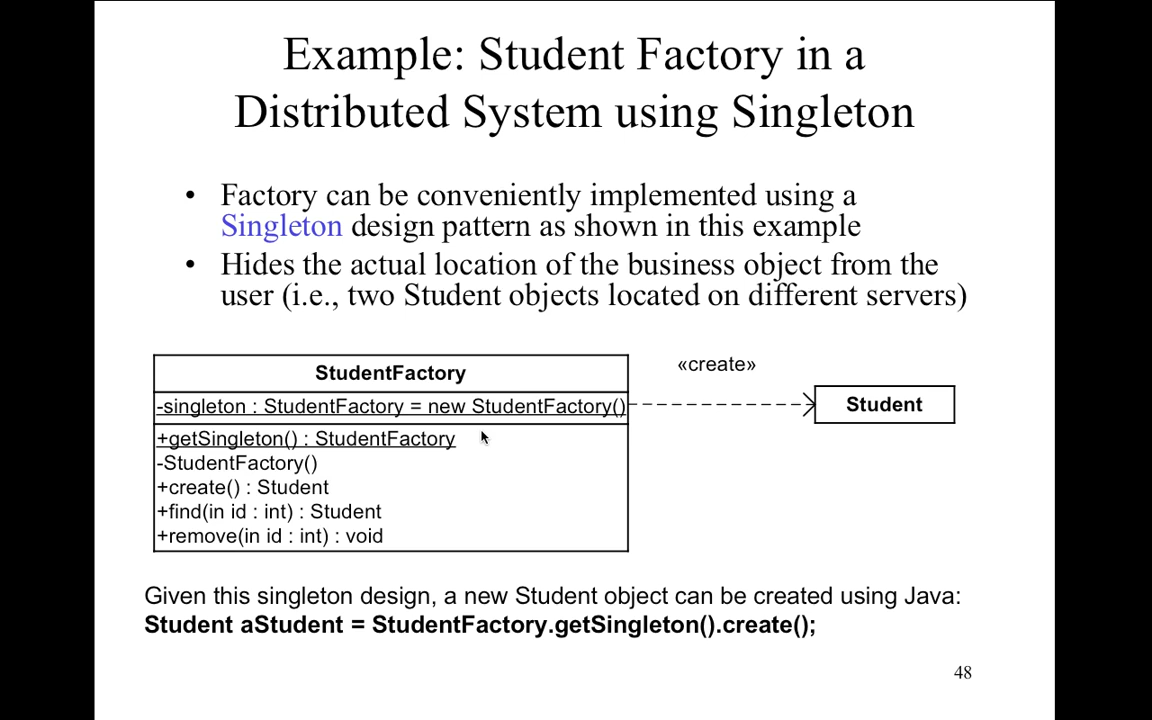 Example: Student Factory in a
Distributed System using Singleton
• Factory can be conveniently implemented using a
Singleton design pattern as shown in this example
• Hides the actual location of the business object from the
user (i.e., two Student objects located on different servers)
StudentFactory
-singleton : StudentFactory = new StudentFactory()
+getSingleton() : StudentFactory
-StudentFactory()
+create() : Student
+find(in id : int) : Student
+remove(in id : int) : void
«create»
Student
Given this singleton design, a new Student object can be created using Java:
Student aStudent = StudentFactory.getSingleton().create();
48